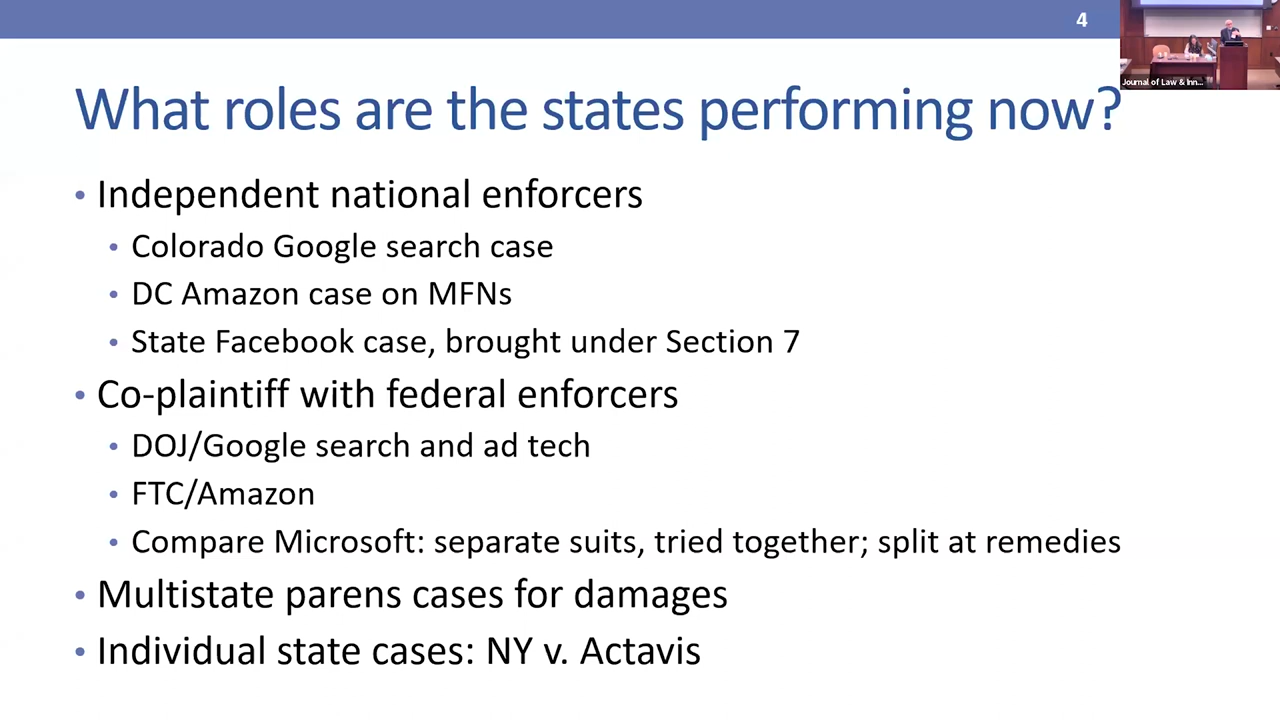 4
Journal of Law & Inn...
What roles are the states performing now?
• Independent national enforcers
• Colorado Google search case
• DC Amazon case on MFNs
• State Facebook case, brought under Section 7
• Co-plaintiff with federal enforcers
• DOJ/Google search and ad tech
• FTC/Amazon
• Compare Microsoft: separate suits, tried together; split at remedies
• Multistate parens cases for damages
• Individual state cases: NY v. Actavis